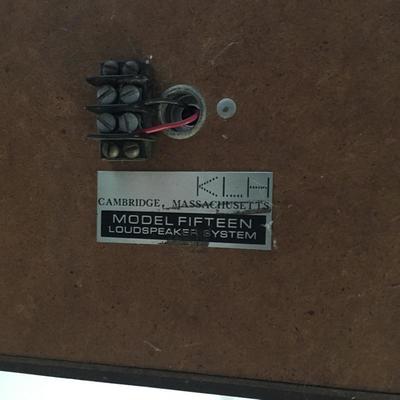 KLH
CAMBRIDGE, MASSACHUSETTS
MODEL FIFTEEN
LOUDSPEAKER SYSTEM